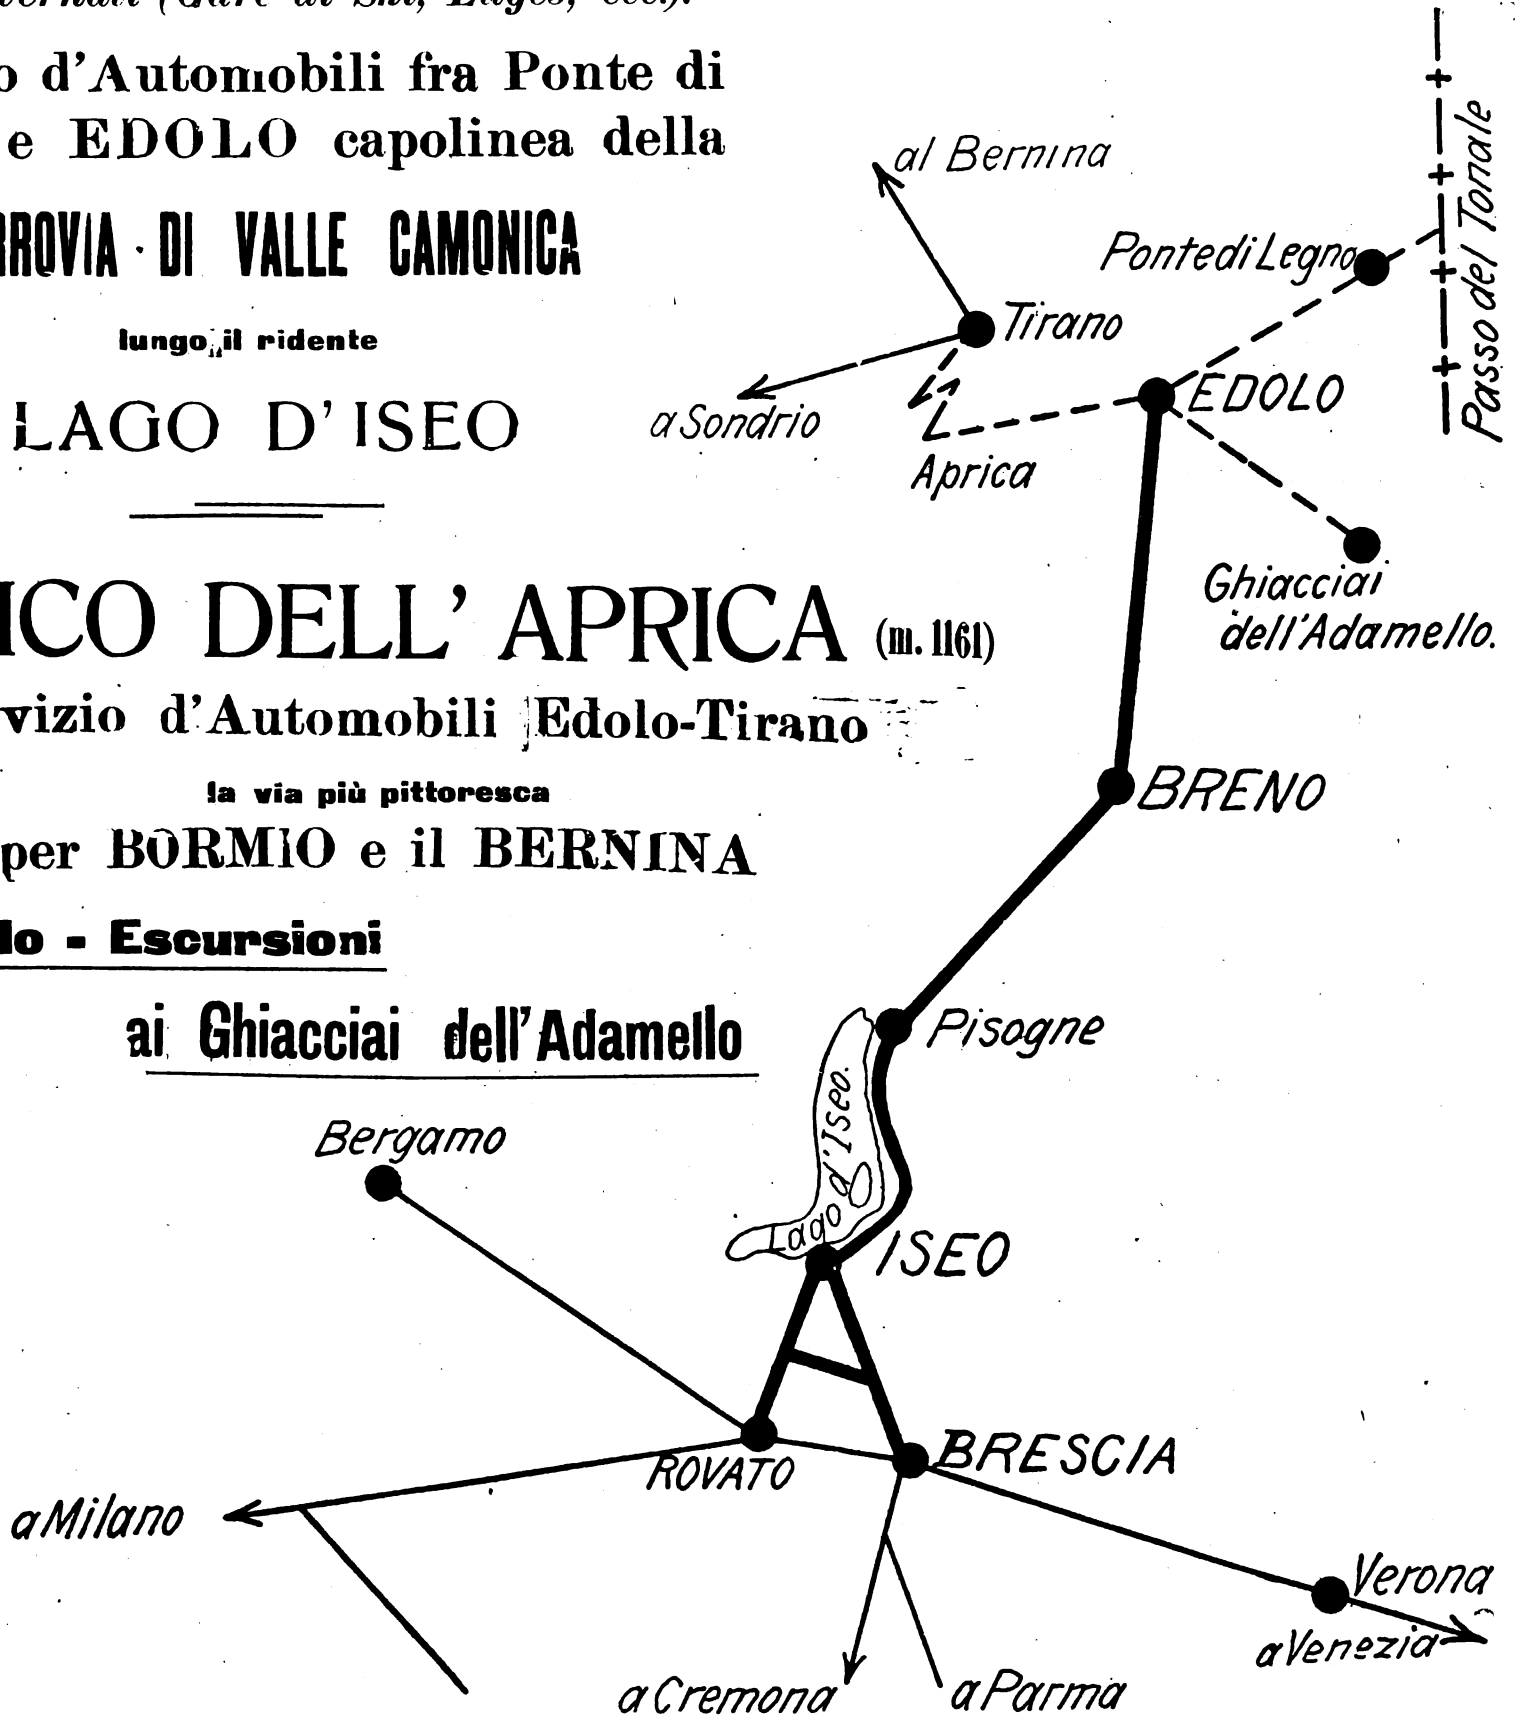 o d'Automobili fra Ponte di
e EDOLO capolinea della
RROVIA DI VALLE CAMONICA
lungo il ridente
LAGO D'ISEO
ICO DELL'APRICA (m. 1161)
vizio d'Automobili Edolo-Tirano
la via più pittoresca
per BORMIO e il BERNINA
lo - Escursioni
ai Ghiacciai dell'Adamello
al Bernina
Ponte di Legno
Passo del Tonale
Tirano
EDOLO
a Sondrio
Aprica
Ghiacciai
dell'Adamello.
BRENO
Pisogne
Lago d'Iseo.
Bergamo
ISEO
ROVATO
BRESCIA
a Milano
Verona
a Venezia
a Cremona
a Parma